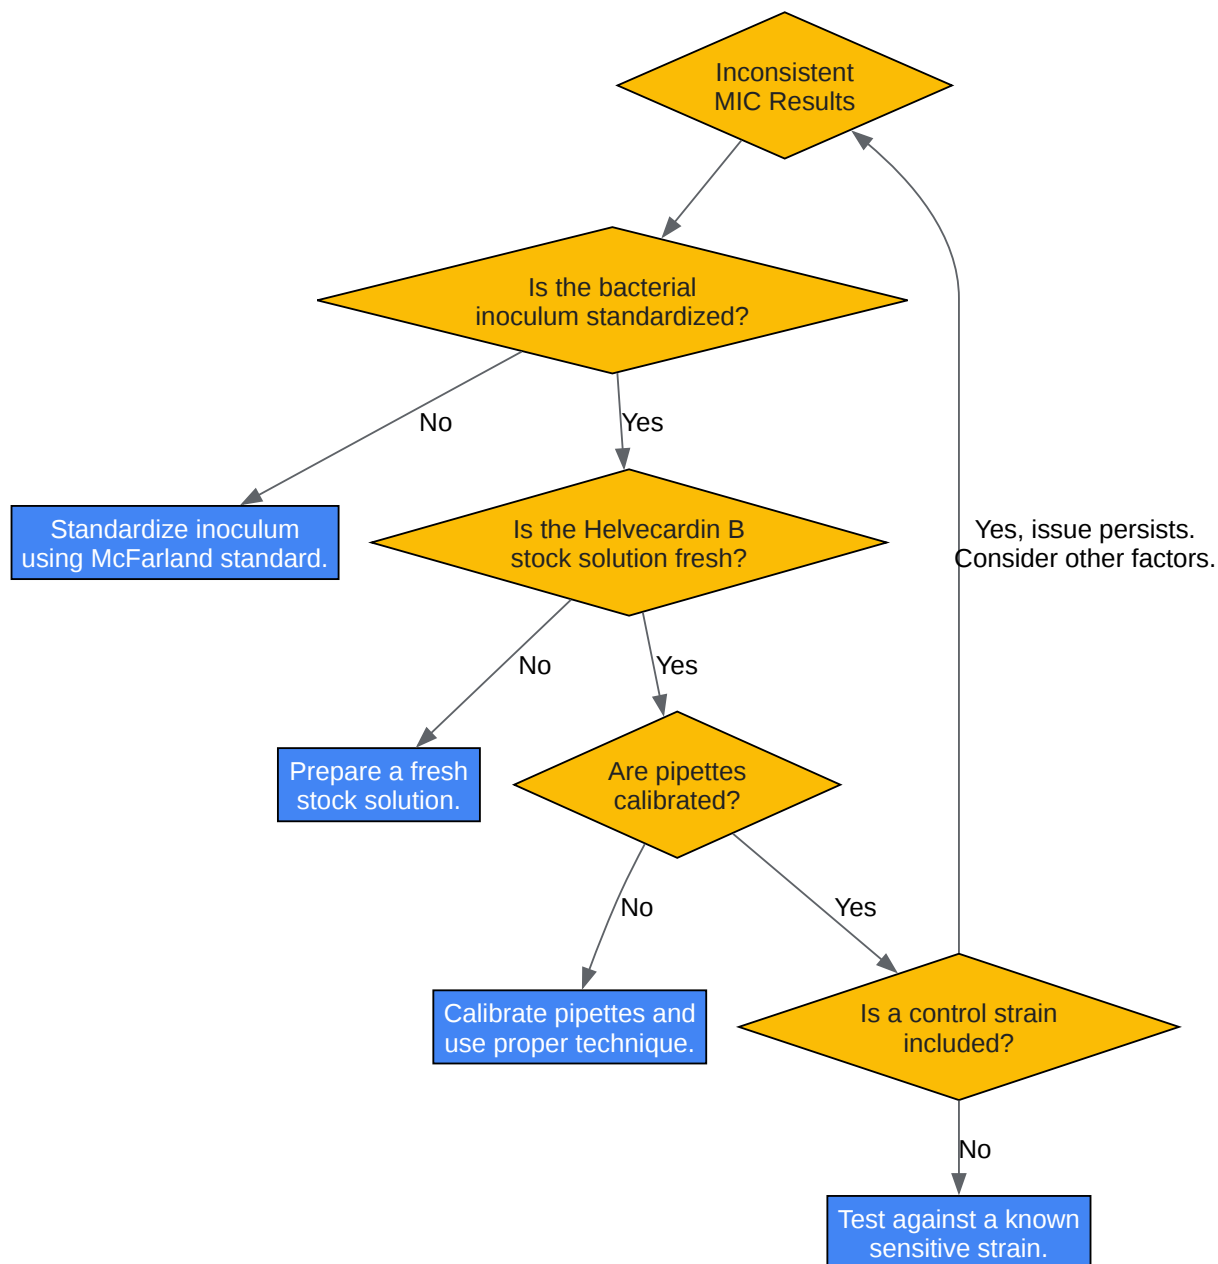 Inconsistent
MIC Results
Is the bacterial
inoculum standardized?
No
Yes
Standardize inoculum
using McFarland standard.
Is the Helvecardin B
stock solution fresh?
Yes, issue persists.
Consider other factors.
No
Yes
Prepare a fresh
stock solution.
Are pipettes
calibrated?
No
Yes
Calibrate pipettes and
use proper technique.
Is a control strain
included?
No
Test against a known
sensitive strain.